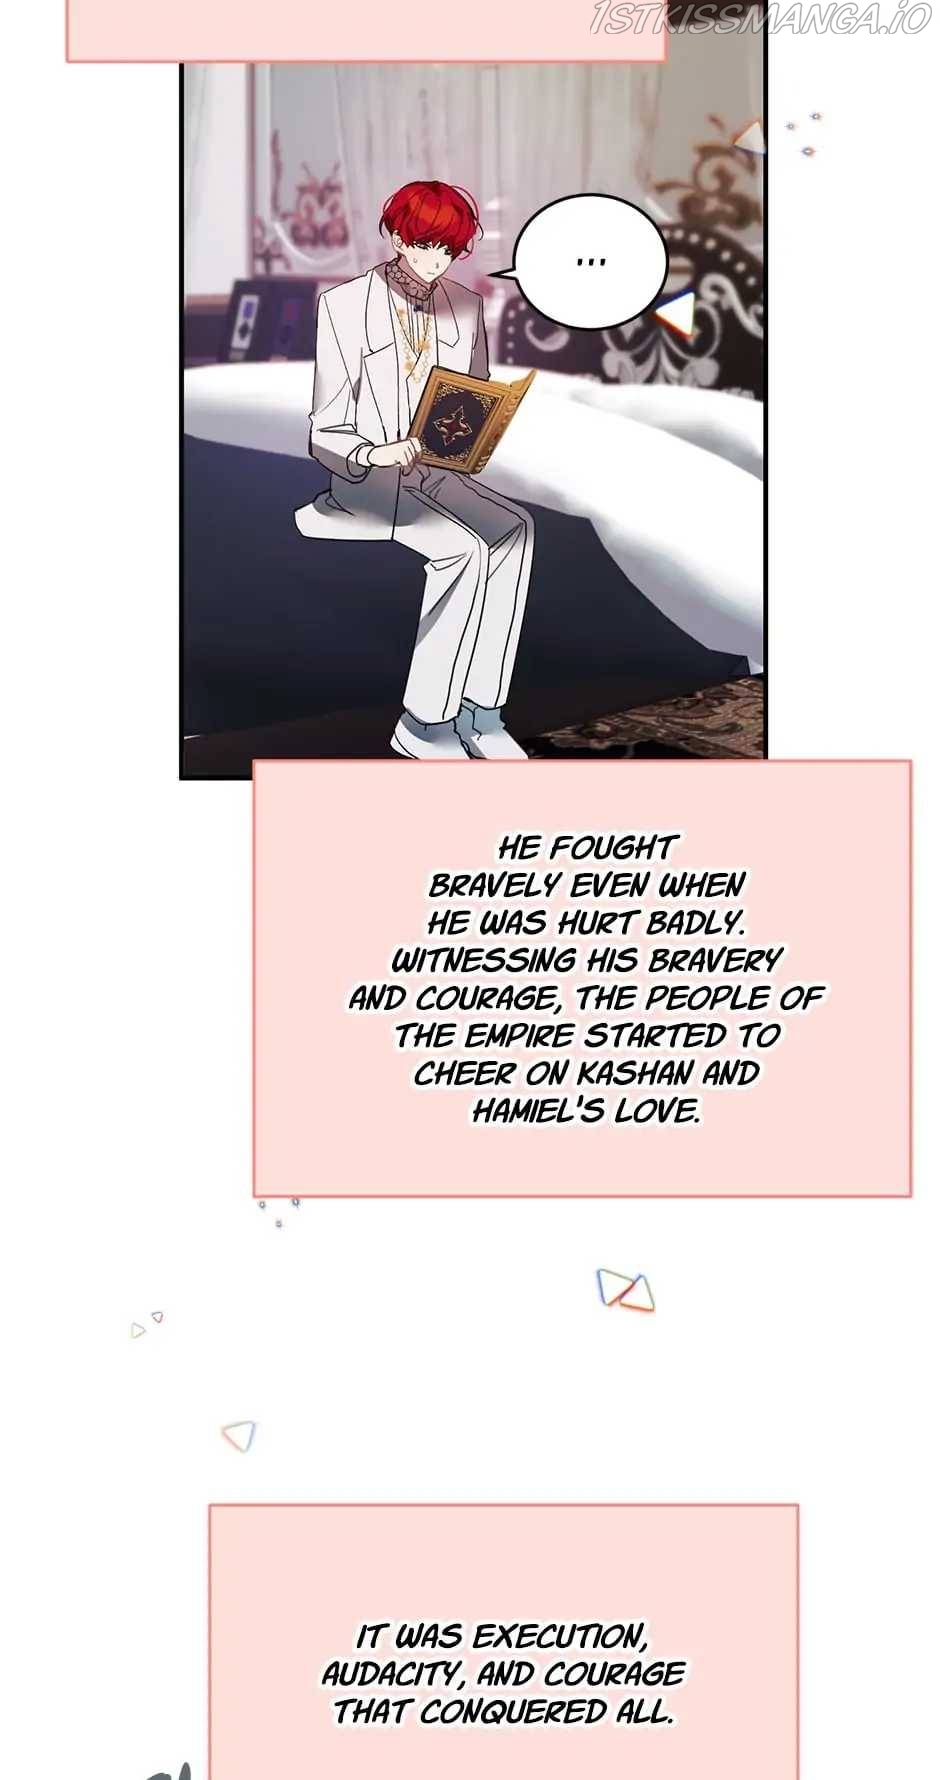 1STKISSMANGA.IO
...
HE FOUGHT
BRAVELY EVEN WHEN
HE WAS HURT BADLY.
WITNESSING HIS BRAVERY
AND COURAGE, THE PEOPLE OF
THE EMPIRE STARTED TO
CHEER ON KASHAN AND
HAMIEL'S LOVE.
IT WAS EXECUTION,
AUDACITY, AND COURAGE
THAT CONQUERED ALL.